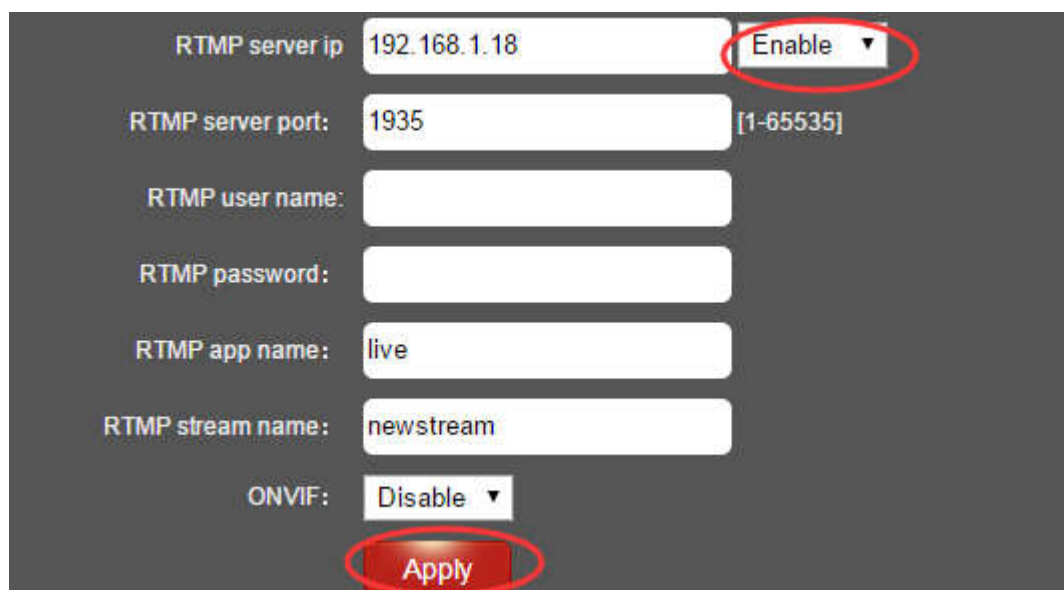 RTMP server ip 192.168.1.18 Enable
RTMP server port: 1935 [1-65535]
RTMP user name:
RTMP password:
RTMP app name: live
RTMP stream name: newstream
ONVIF: Disable
Apply